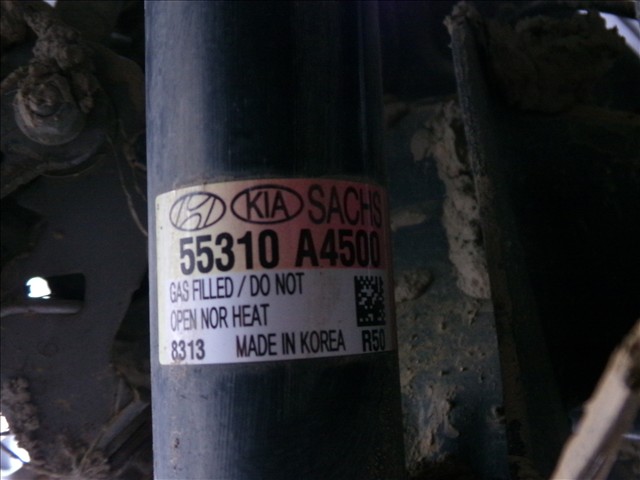 KIA SACHS
55310 A4500
GAS FILLED / DO NOT
OPEN NOR HEAT
8313 MADE IN KOREA R50